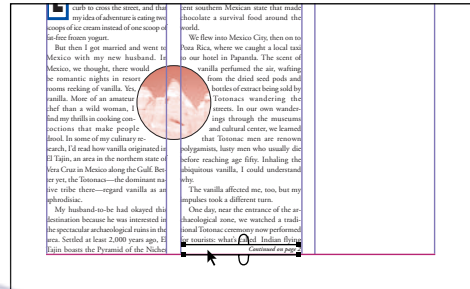 curb to cross the street, and that
my idea of adventure is eating two
scoops of ice cream instead of one scoop of
fat-free frozen yogurt.
But then I got married and went to
Mexico with my new husband. In
Mexico, we thought, there would
be romantic nights in resort
rooms reeking of vanilla. Yes,
vanilla. More of an amateur
chef than a wild woman, I
find my thrills in cooking con-
coctions that make people
drool. In some of my culinary re-
search, I'd read how vanilla originated in
El Tajin, an area in the northern state of
Vera Cruz in Mexico along the Gulf. Bet-
ter yet, the Totonacs—the dominant na-
tive tribe there—regard vanilla as an
aphrodisiac.
My husband-to-be had okayed this
destination because he was interested in
the spectacular archaeological ruins in the
area. Settled at least 2,000 years ago, El
Tajin boasts the Pyramid of the Niches
cent southern Mexican state that made
chocolate a survival food around the
world.
We flew into Mexico City, then on to
Poza Rica, where we caught a local taxi
to our hotel in Papantla. The scent of
vanilla perfumed the air, wafting
from the dried seed pods and
bottles of extract being sold by
Totonacs wandering the
streets. In our own wander-
ings through the museums
and cultural center, we learned
that Totonac men are renown
polygamists, lusty men who usually die
before reaching age fifty. Inhaling the
ubiquitous vanilla, I could understand
why.
The vanilla affected me, too, but my
impulses took a different turn.
One day, near the entrance of the ar-
chaeological zone, we watched a tradi-
tional Totonac ceremony now performed
for tourists: what's called Indian flying
Continued on page 2